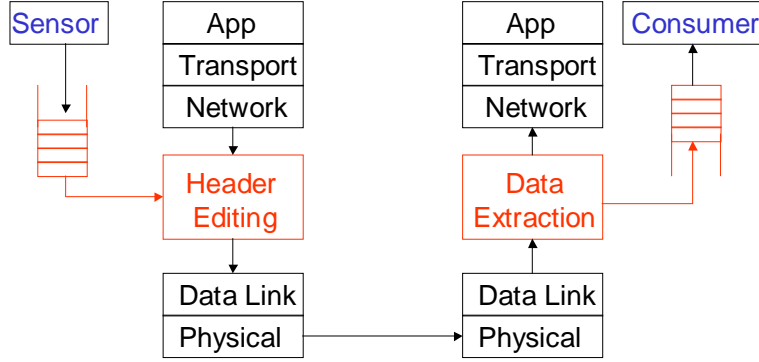 Sensor
App
App
Consumer
Transport
Transport
Network
Network
Header
Editing
Data
Extraction
Data Link
Data Link
Physical
Physical